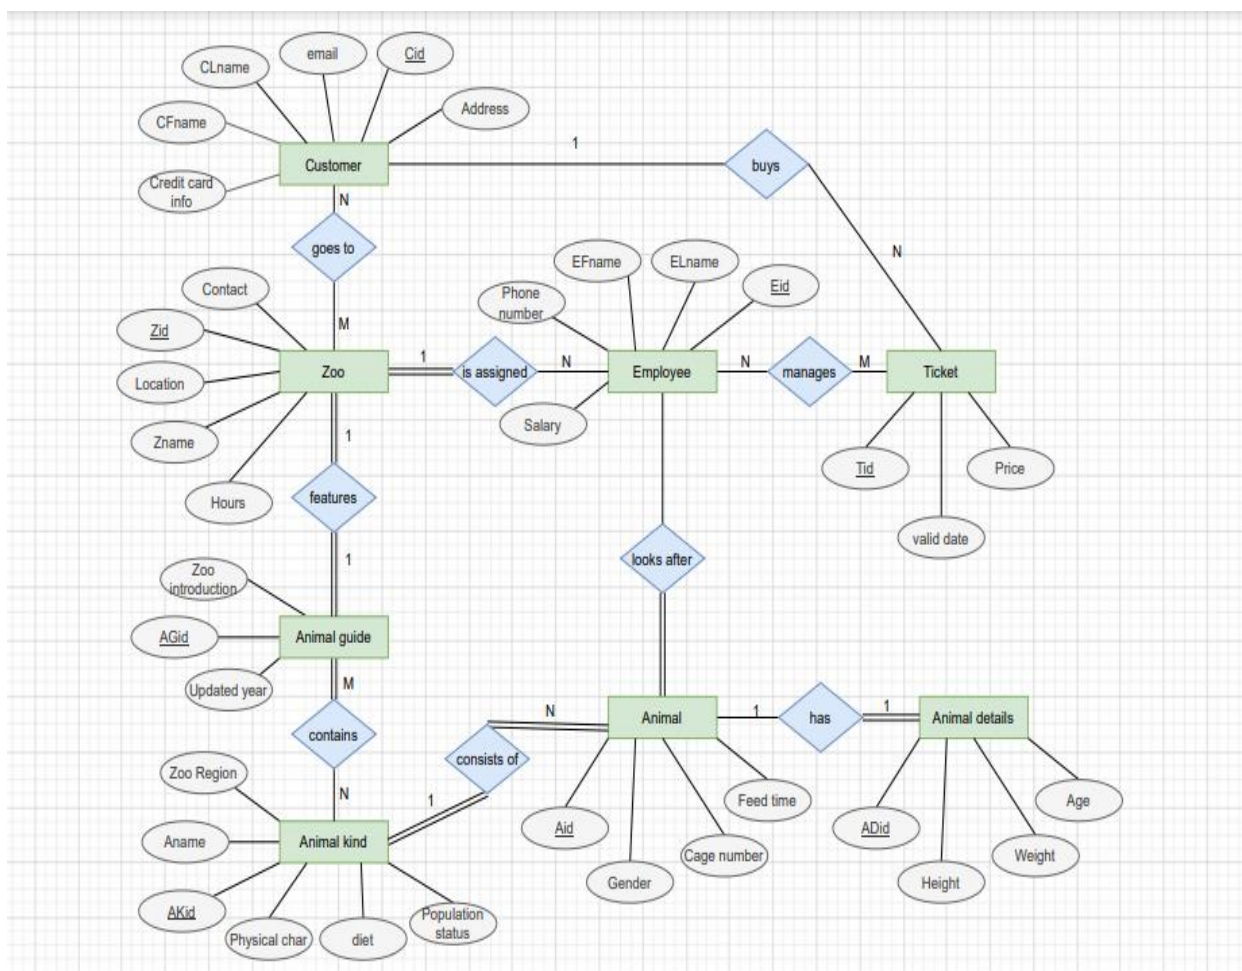 email
Cid
CLname
Address
CFname
1
Customer
buys
Credit card
info
N
goes to
N
EFname
ELname
Contact
Phone
number
Eid
Zid
M
1
N
N
M
Zoo
is assigned
Employee
manages
Ticket
Location
Salary
Zname
1
Tid
Price
Hours
features
valid date
1
looks after
Zoo
introduction
AGid
Animal guide
Updated year
M
N
1
1
Animal
has
Animal details
contains
consists of
Zoo Region
N
1
Feed time
Age
Aname
Animal kind
Aid
Cage number
ADid
Weight
Gender
Height
AKid
Physical char
diet
Population
status